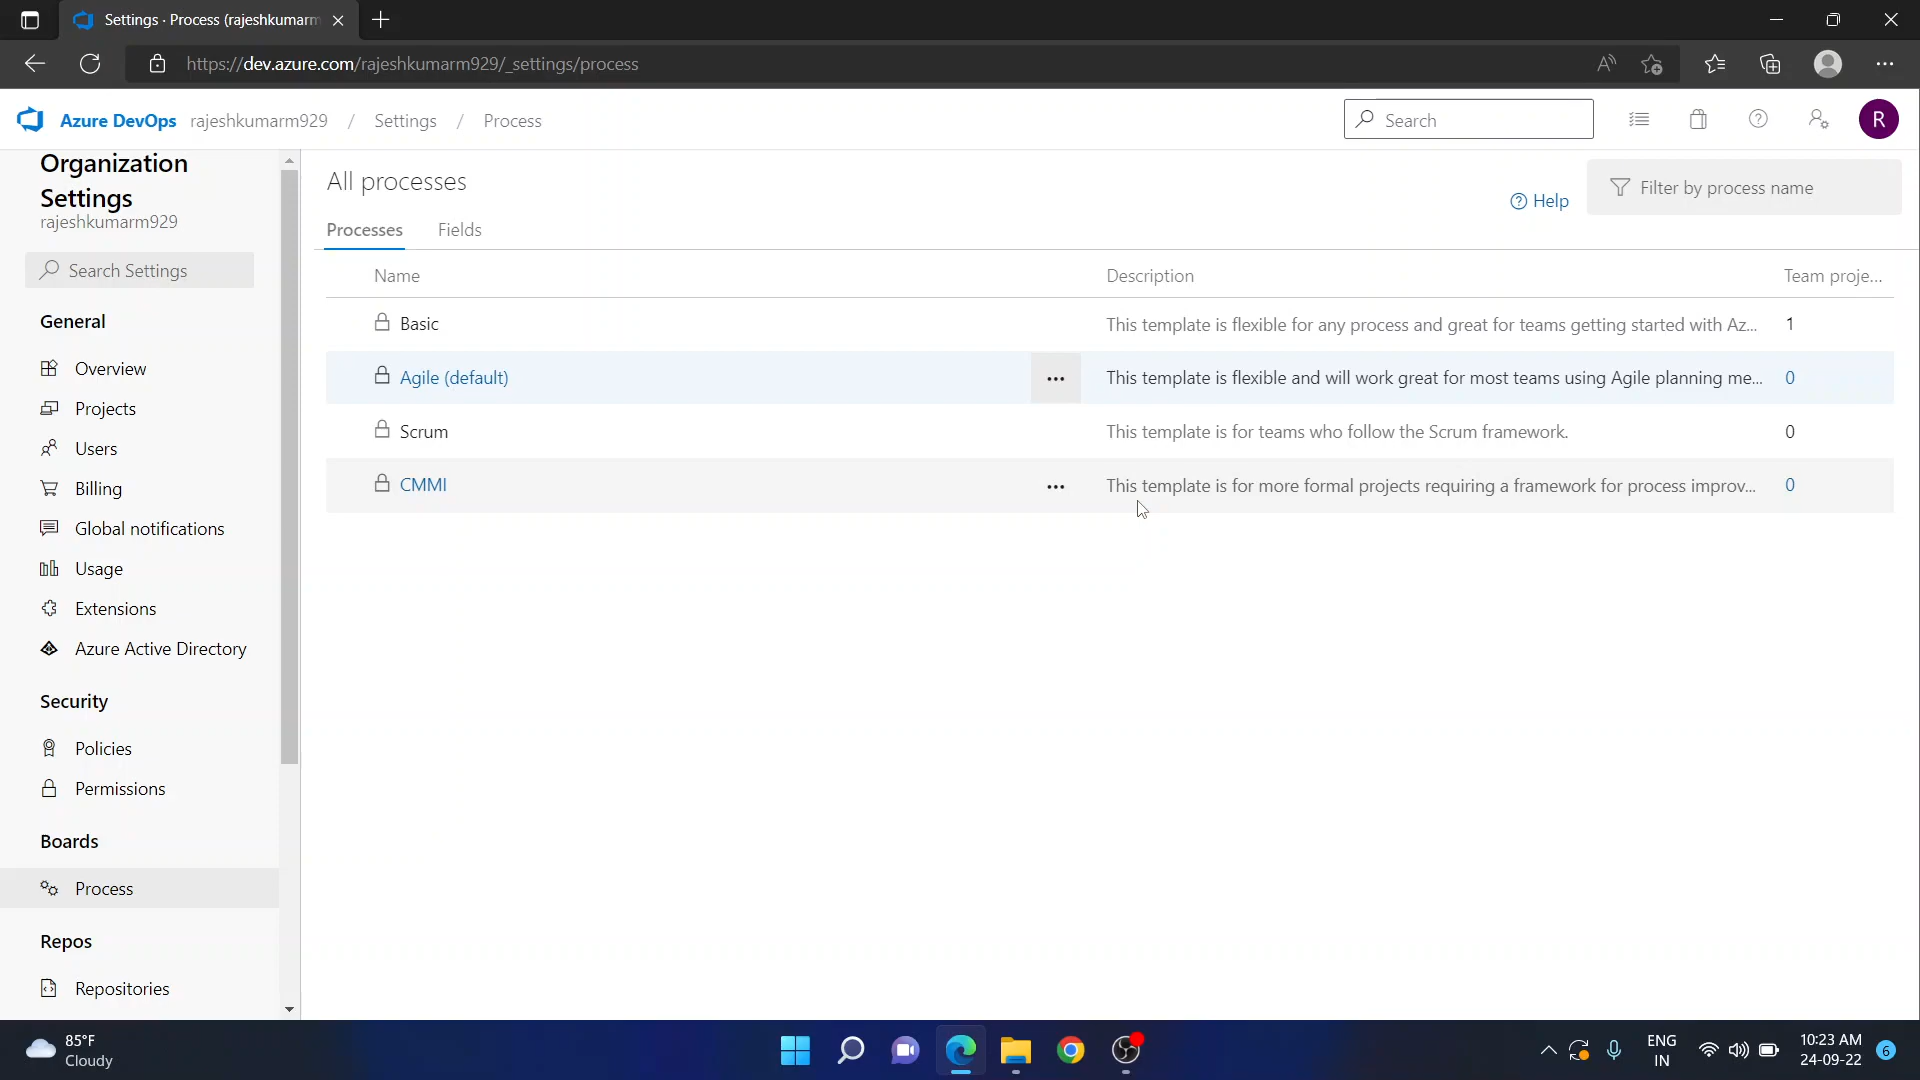 Settings · Process (rajeshkumarm
https://dev.azure.com/rajeshkumarm929/_settings/process
Azure DevOps rajeshkumarm929 / Settings / Process
Search
R
Organization
Settings
rajeshkumarm929
Search Settings
General
Overview
Projects
Users
Billing
Global notifications
Usage
Extensions
Azure Active Directory
Security
Policies
Permissions
Boards
Process
Repos
Repositories
All processes
Help
Filter by process name
Processes Fields
Name Description Team proje...
Basic This template is flexible for any process and great for teams getting started with Az... 1
Agile (default) ... This template is flexible and will work great for most teams using Agile planning me... 0
Scrum This template is for teams who follow the Scrum framework. 0
CMMI ... This template is for more formal projects requiring a framework for process improv... 0
85°F
Cloudy
ENG
IN
10:23 AM
24-09-22
6